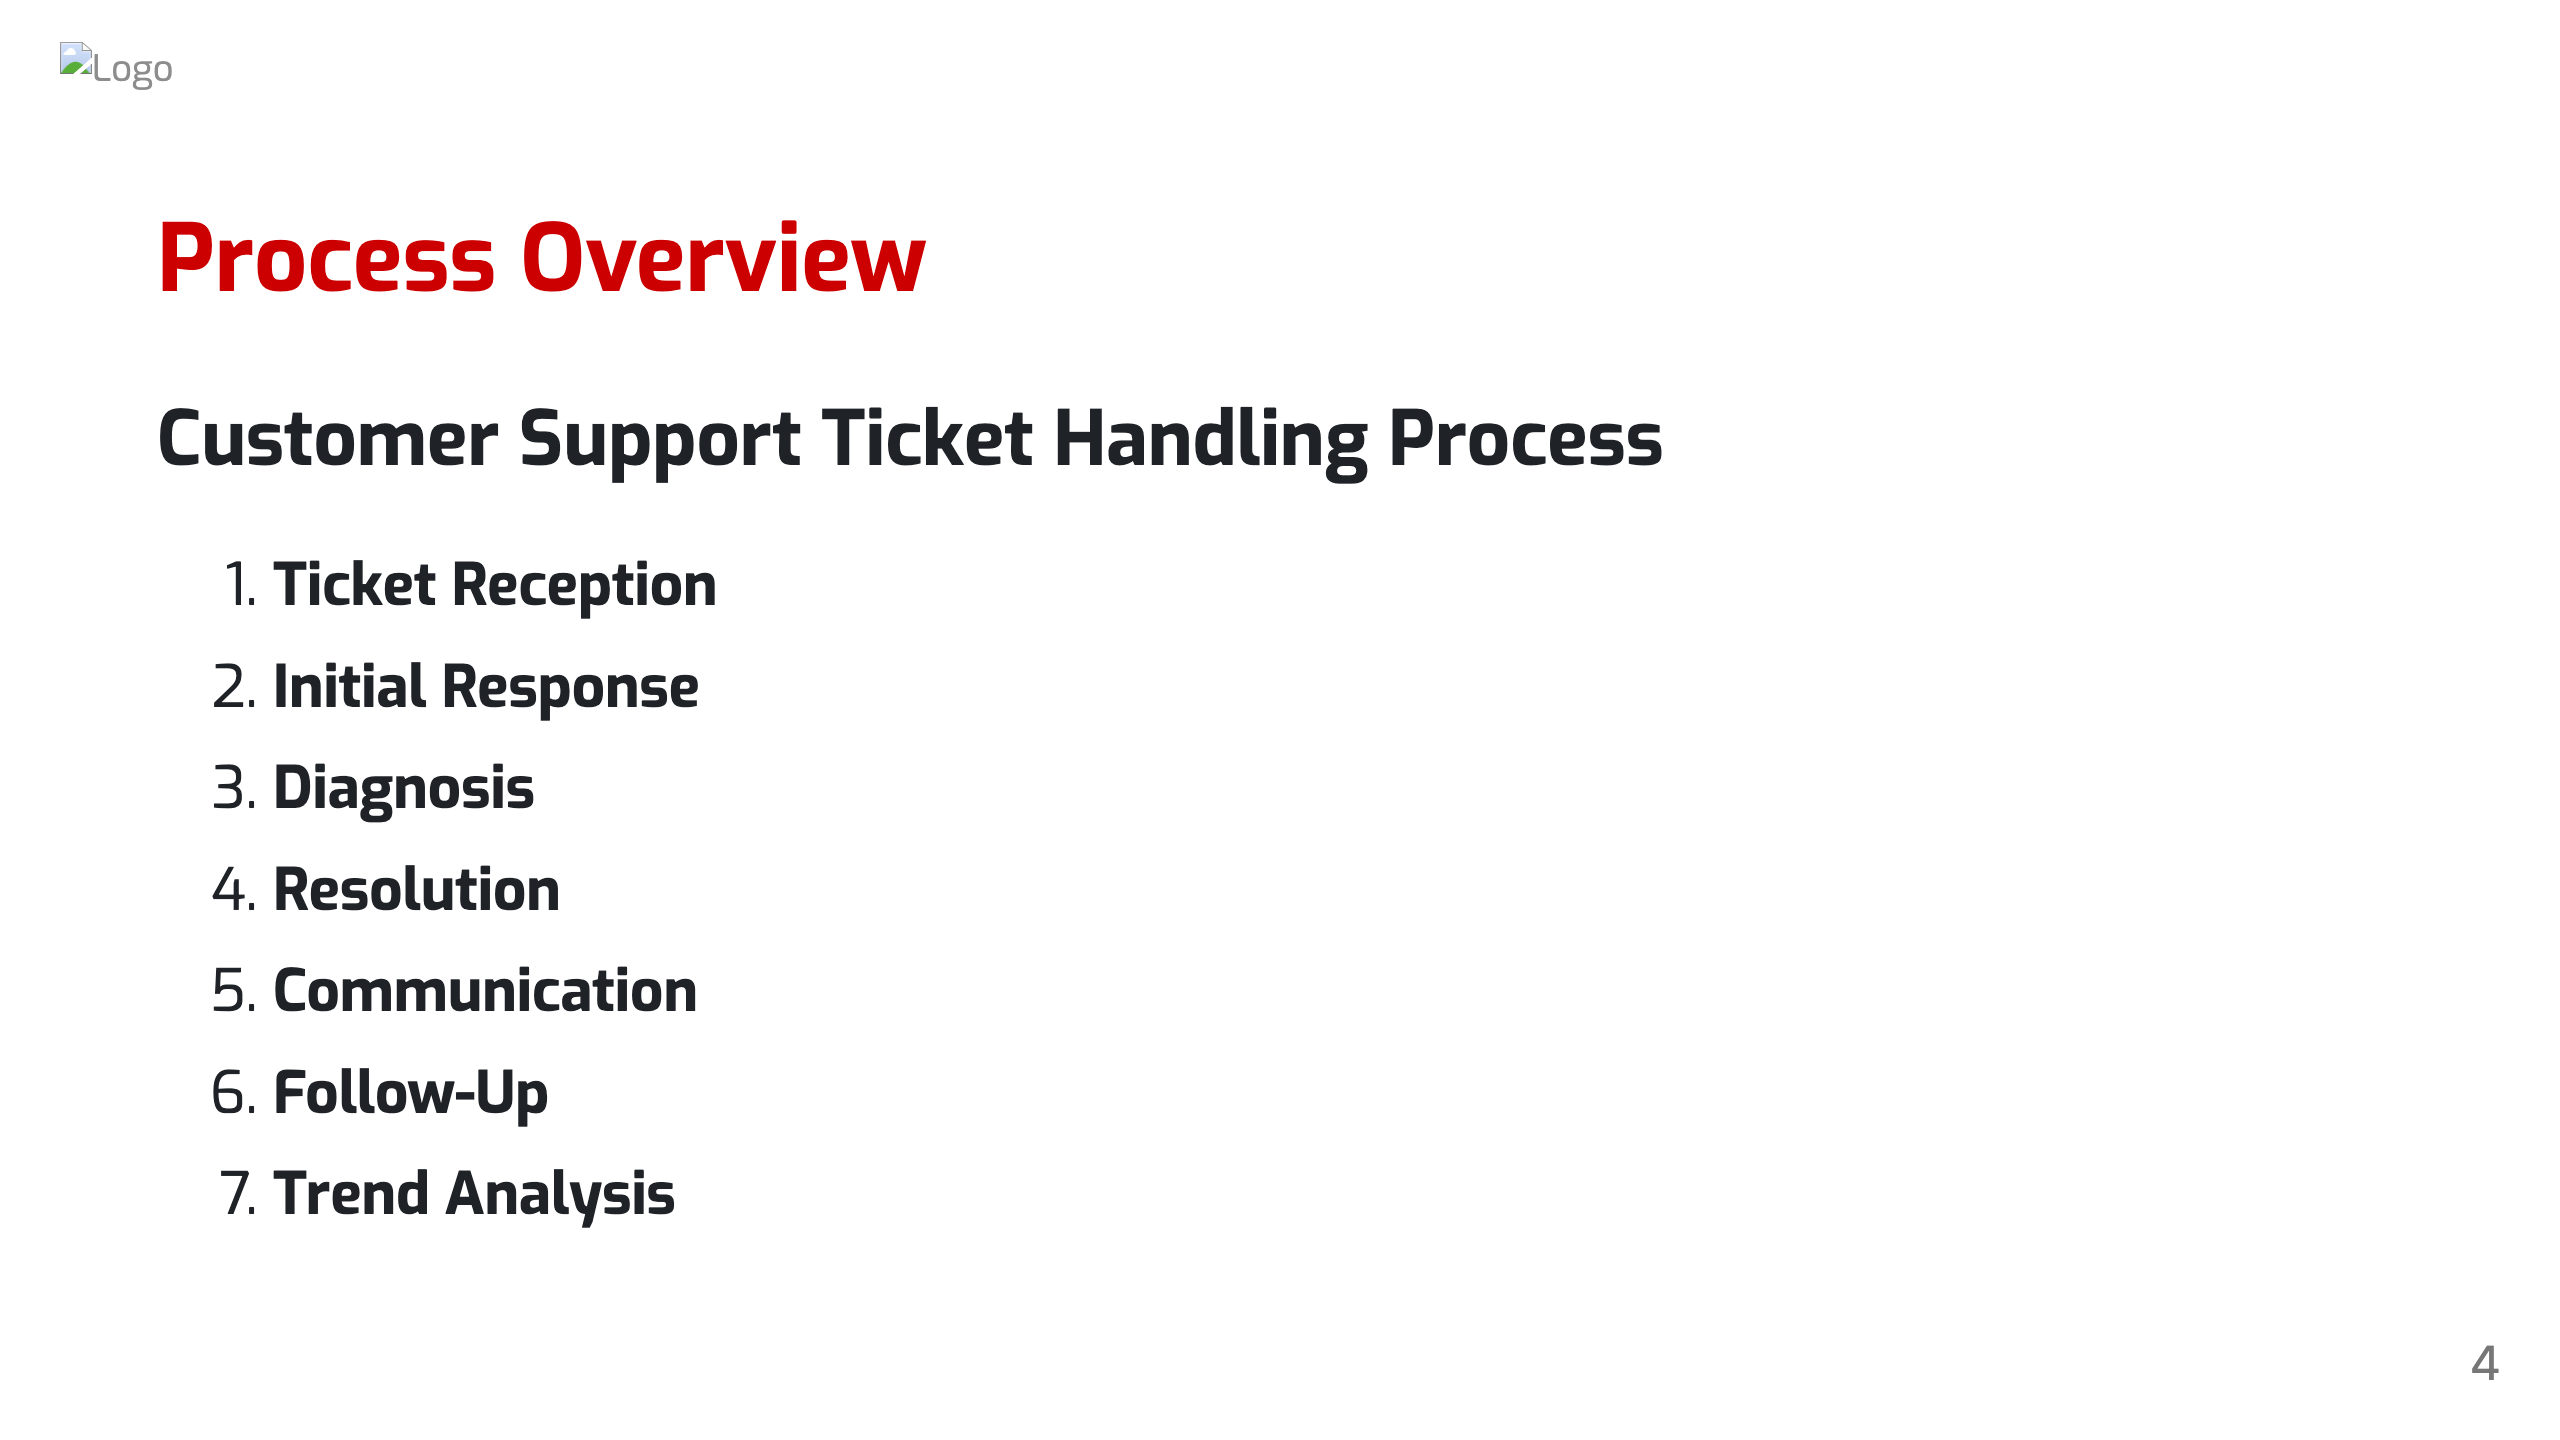 Logo
Process Overview
Customer Support Ticket Handling Process
1. Ticket Reception
2. Initial Response
3. Diagnosis
4. Resolution
5. Communication
6. Follow-Up
7. Trend Analysis
4